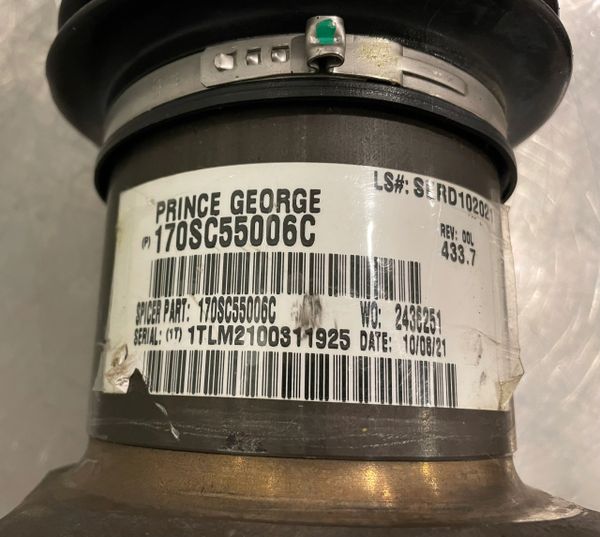 LS#: SLRD102021
PRINCE GEORGE
(P) 170SC55006C
REV: 00L
433.7
SPICER PART: 170SC55006C WO: 2436251
SERIAL: (1T) 1TLM2100311925 DATE: 10/08/21